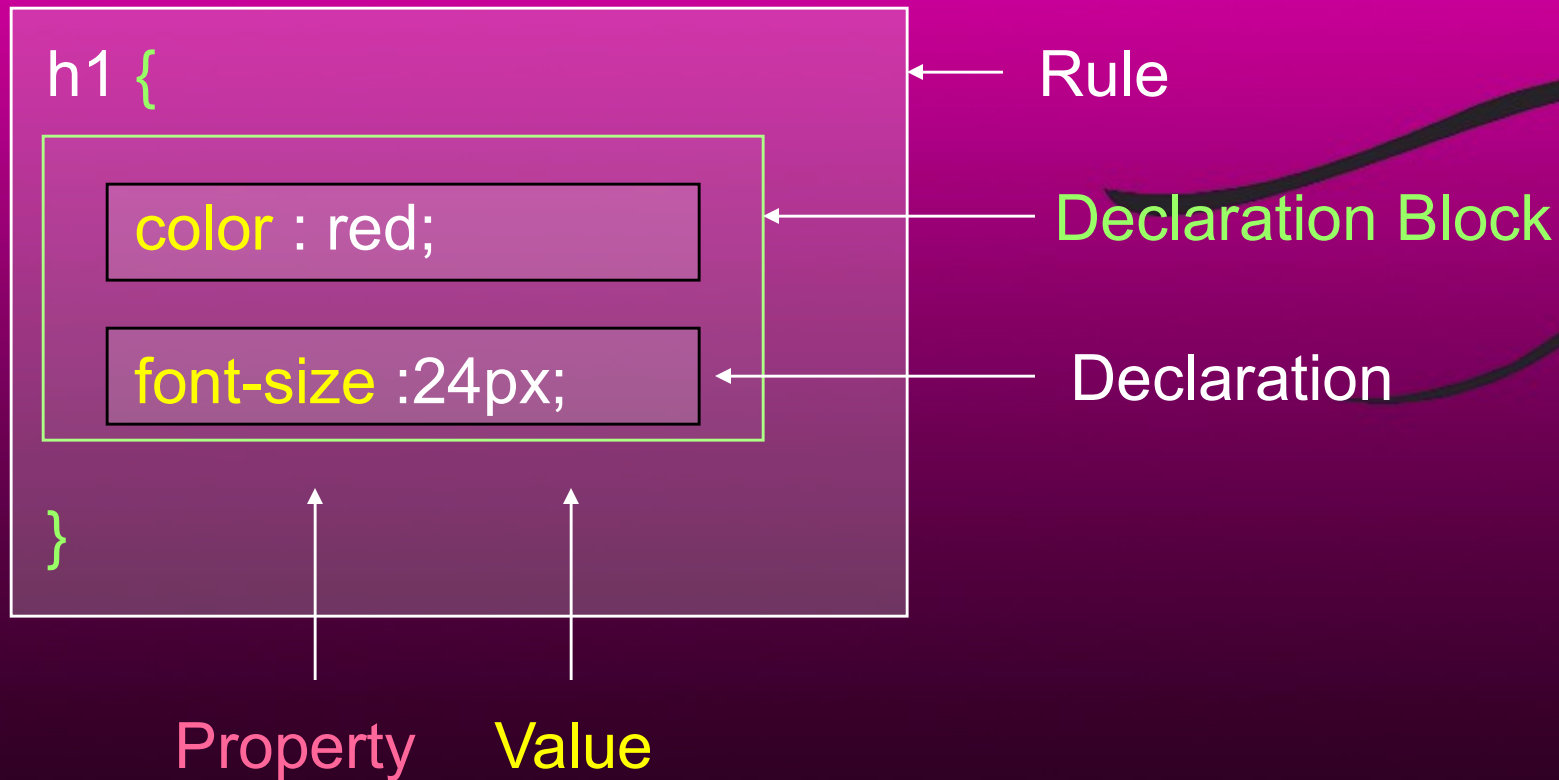 h1 {
Rule
color : red;
Declaration Block
font-size :24px;
Declaration
}
Property
Value